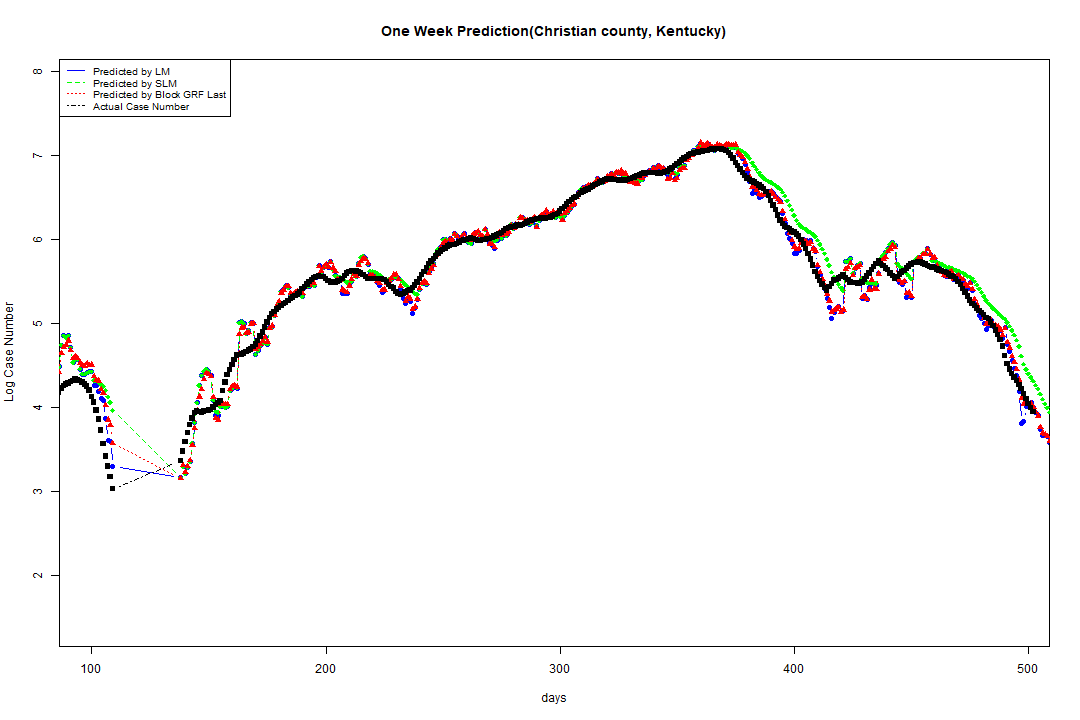 One Week Prediction(Christian county, Kentucky)
Predicted by LM
Predicted by SLM
Predicted by Block GRF Last
Actual Case Number
8
7
6
5
4
3
2
Log Case Number
100 200 300 400 500
days